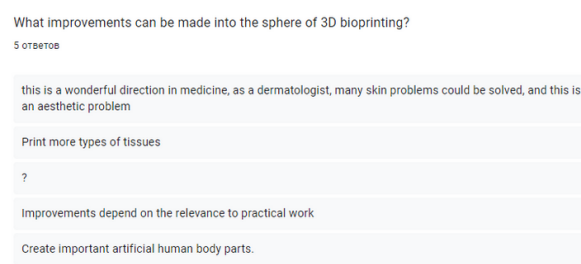 What improvements can be made into the sphere of 3D bioprinting?
5 ответов
this is a wonderful direction in medicine, as a dermatologist, many skin problems could be solved, and this is
an aesthetic problem
Print more types of tissues
?
Improvements depend on the relevance to practical work
Create important artificial human body parts.